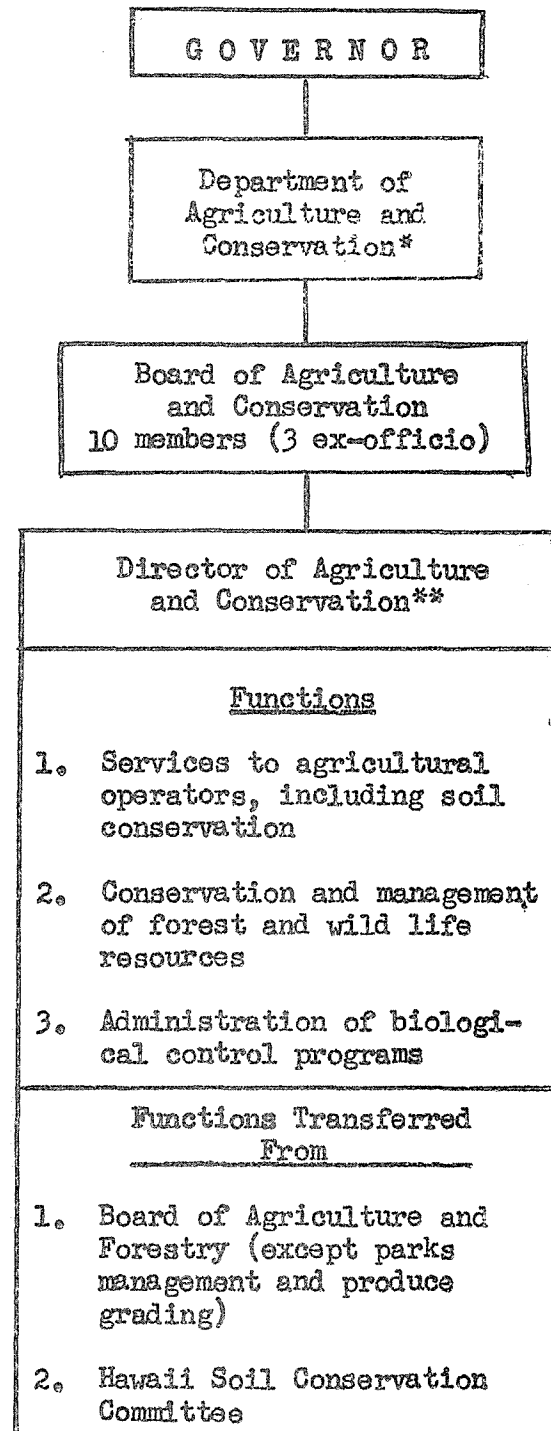 G O V E R N O R
Department of
Agriculture and
Conservation*
Board of Agriculture
and Conservation
10 members (3 ex-officio)
Director of Agriculture
and Conservation**
Functions
1. Services to agricultural
operators, including soil
conservation
2. Conservation and management
of forest and wild life
resources
3. Administration of biologi-
cal control programs
Functions Transferred
From
1. Board of Agriculture and
Forestry (except parks
management and produce
grading)
2. Hawaii Soil Conservation
Committee